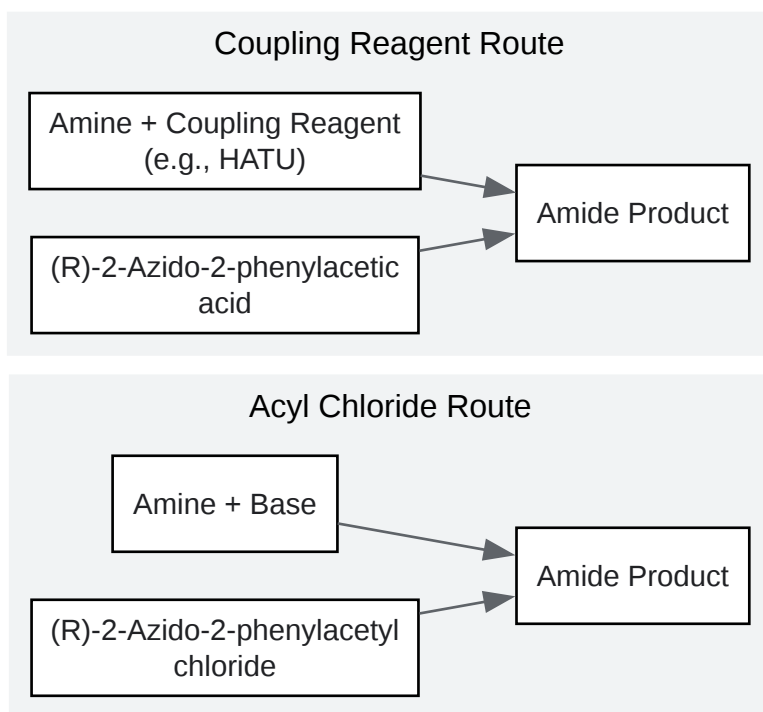 Coupling Reagent Route
Amine + Coupling Reagent
(e.g., HATU)
Amide Product
(R)-2-Azido-2-phenylacetic
acid
Acyl Chloride Route
Amine + Base
Amide Product
(R)-2-Azido-2-phenylacetyl
chloride